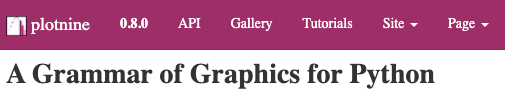 plotnine 0.8.0 API Gallery Tutorials Site Page
A Grammar of Graphics for Python